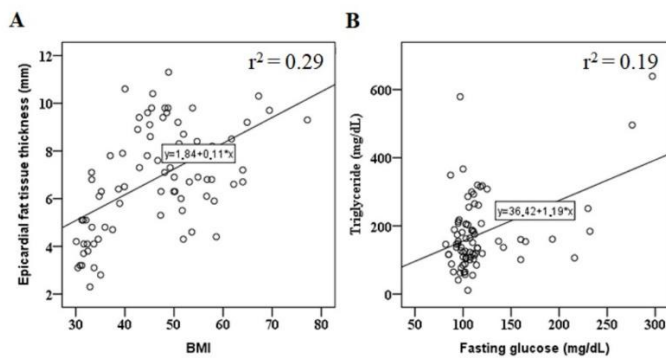 A
r² = 0.29
12
10
8
6
4
2
y=1.84+0.11*x
Epicardial fat tissue thickness (mm)
30 40 50 60 70 80
BMI
B
r² = 0.19
600
400
200
0
y=36.42+1.19*x
Triglyceride (mg/dL)
50 100 150 200 250 300
Fasting glucose (mg/dL)